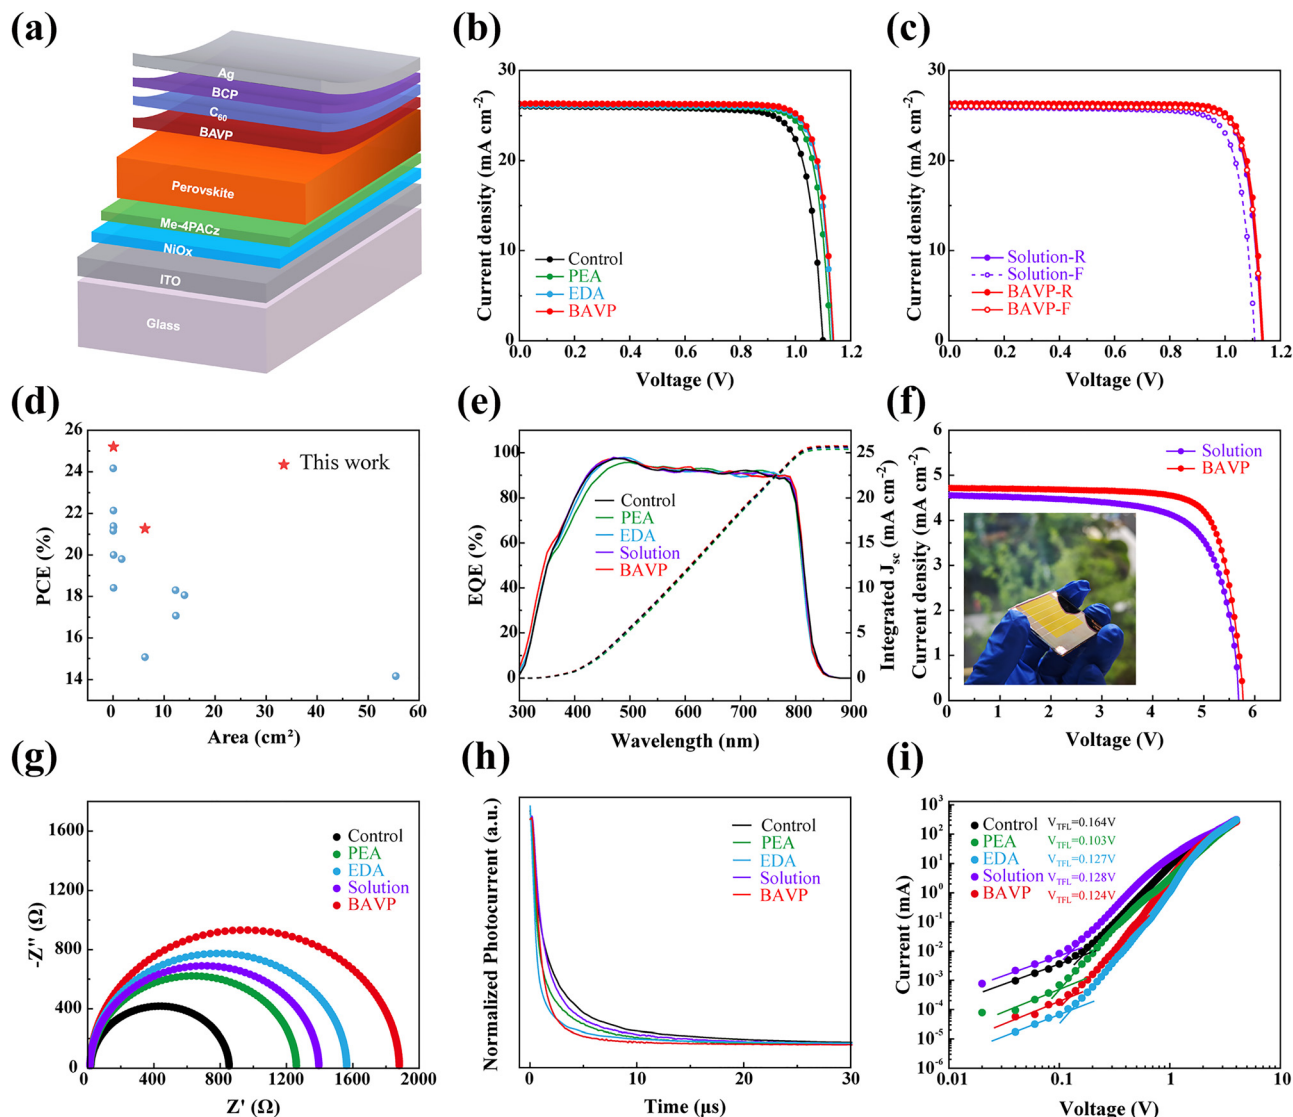 (a)
Ag
BCP
C₆₀
BAVP
Perovskite
Me-4PACz
NiOx
ITO
Glass
(b)
Current density (mA cm⁻²)
30
20
10
0
Control
PEA
EDA
BAVP
0.0 0.2 0.4 0.6 0.8 1.0 1.2
Voltage (V)
(c)
Current density (mA cm⁻²)
30
20
10
0
Solution-R
Solution-F
BAVP-R
BAVP-F
0.0 0.2 0.4 0.6 0.8 1.0 1.2
Voltage (V)
(d)
PCE (%)
26
24
22
20
18
16
14
This work
0 10 20 30 40 50 60
Area (cm²)
(e)
EQE (%)
100
80
60
40
20
0
Control
PEA
EDA
Solution
BAVP
25
20
15
10
5
0
Integrated Jsc (mA cm⁻²)
300 400 500 600 700 800 900
Wavelength (nm)
(f)
Current density (mA cm⁻²)
6
5
4
3
2
1
0
Solution
BAVP
0 1 2 3 4 5 6
Voltage (V)
(g)
-Z'' (Ω)
1600
1200
800
400
0
Control
PEA
EDA
Solution
BAVP
400 800 1200 1600 2000
Z' (Ω)
(h)
Normalized Photocurrent (a.u.)
Control
PEA
EDA
Solution
BAVP
0 10 20 30
Time (μs)
(i)
Current (mA)
10³
10²
10¹
10⁰
10⁻¹
10⁻²
10⁻³
10⁻⁴
10⁻⁵
10⁻⁶
Control V_TFL=0.164V
PEA V_TFL=0.103V
EDA V_TFL=0.127V
Solution V_TFL=0.128V
BAVP V_TFL=0.124V
0.01 0.1 1 10
Voltage (V)